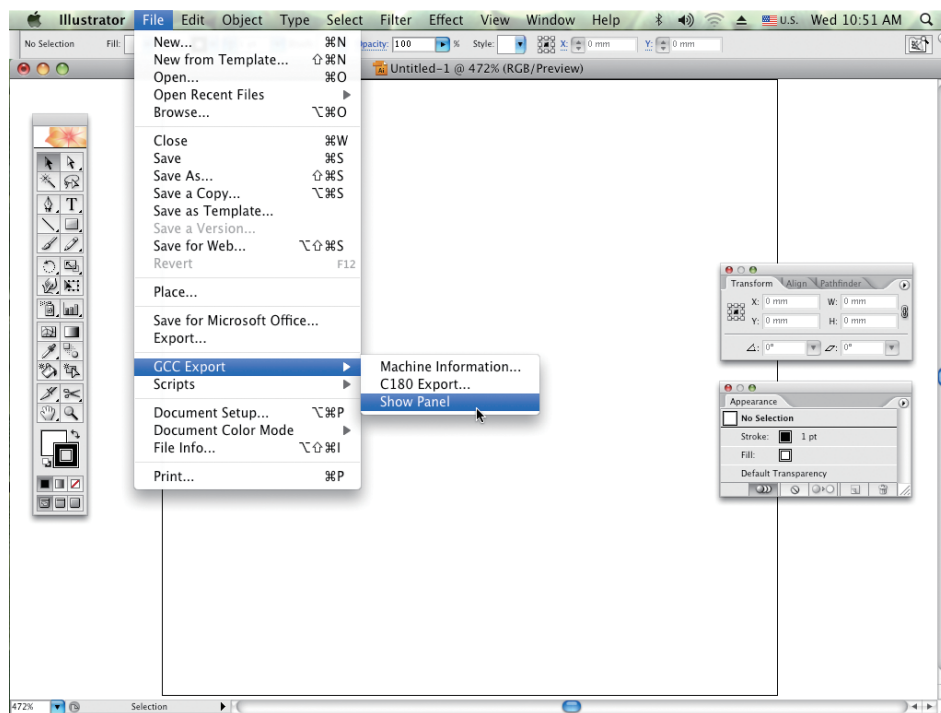 Illustrator File Edit Object Type Select Filter Effect View Window Help U.S. Wed 10:51 AM
No Selection Fill: Opacity: 100 % Style: X: 0 mm Y: 0 mm
Untitled-1 @ 472% (RGB/Preview)
New... ⌘N
New from Template... ⇧⌘N
Open... ⌘O
Open Recent Files
Browse... ⌥⌘O
Close ⌘W
Save ⌘S
Save As... ⇧⌘S
Save a Copy... ⌥⌘S
Save as Template...
Save a Version...
Save for Web... ⌥⇧⌘S
Revert F12
Place...
Save for Microsoft Office...
Export...
GCC Export
Scripts
Document Setup... ⌥⌘P
Document Color Mode
File Info... ⌥⇧⌘I
Print... ⌘P
Machine Information...
C180 Export...
Show Panel
T
Transform Align Pathfinder
X: 0 mm W: 0 mm
Y: 0 mm H: 0 mm
0° 0°
Appearance
No Selection
Stroke: 1 pt
Fill:
Default Transparency
472% Selection